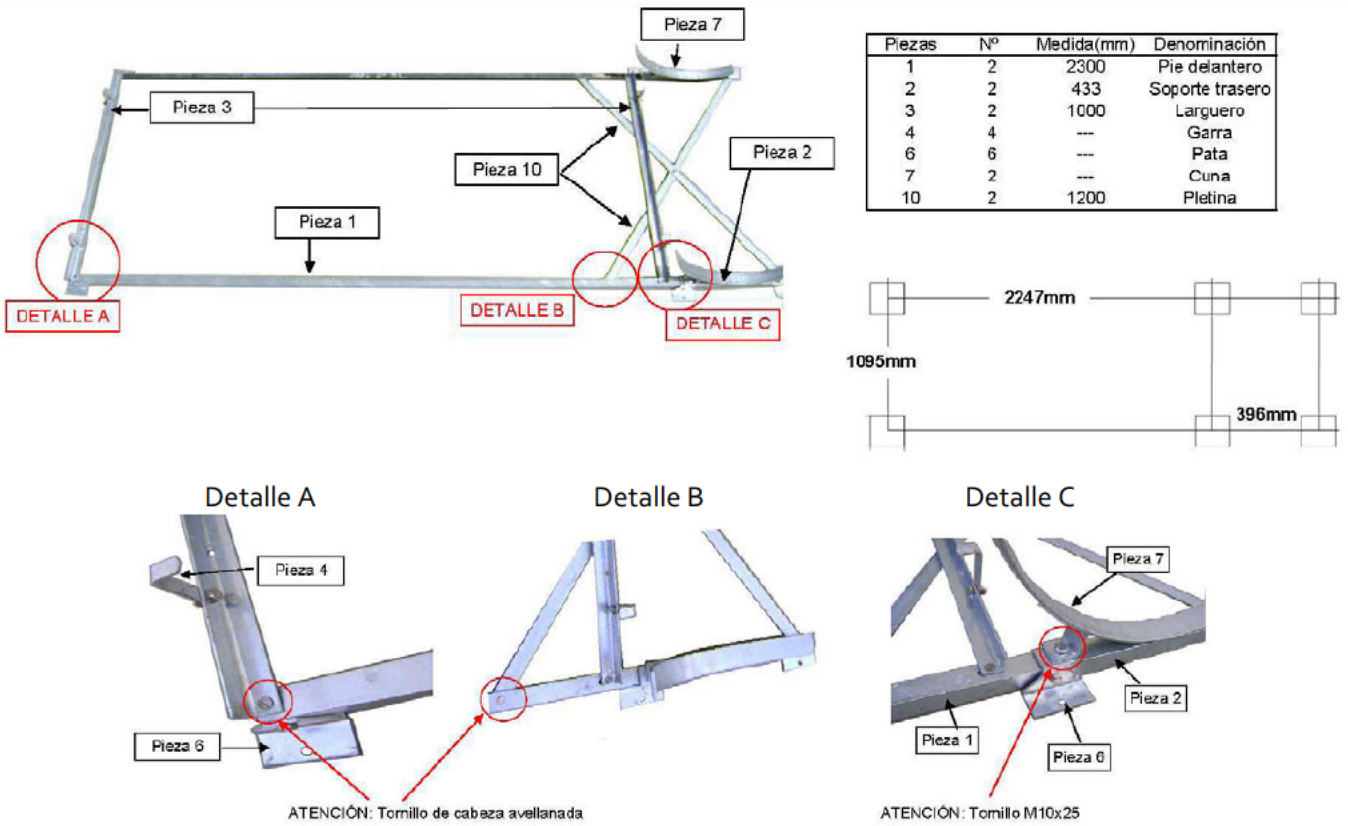 Pieza 7
Pieza 3
Pieza 10
Pieza 2
Pieza 1
DETALLE A
DETALLE B
DETALLE C
Piezas Nº Medida(mm) Denominación
1 2 2300 Pie delantero
2 2 433 Soporte trasero
3 2 1000 Larguero
4 4 --- Garra
6 6 --- Pata
7 2 --- Cuna
10 2 1200 Pletina
2247mm
1095mm
396mm
Detalle A
Detalle B
Detalle C
Pieza 4
Pieza 6
Pieza 7
Pieza 2
Pieza 1
Pieza 6
ATENCIÓN: Tornillo de cabeza avellanada
ATENCIÓN: Tornillo M10x25